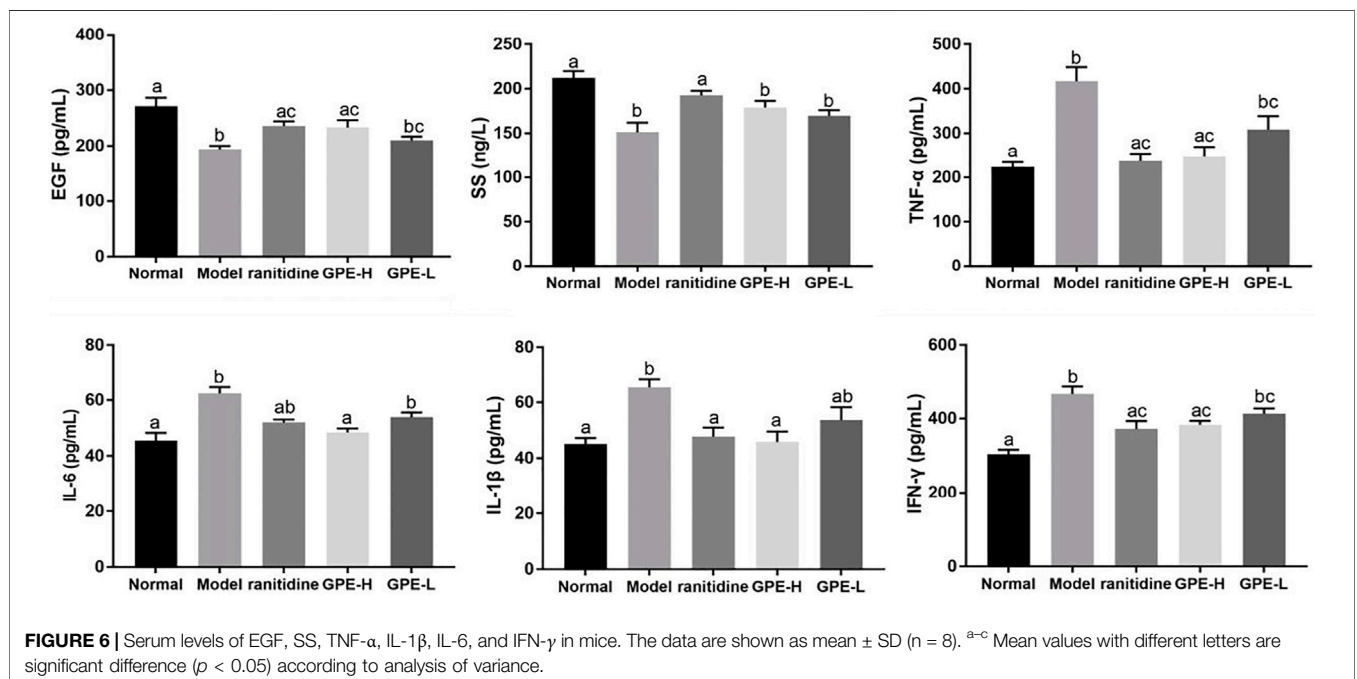 400
300
200
100
0
EGF (pg/mL)
a
b
ac
ac
bc
Normal Model ranitidine GPE-H GPE-L
250
200
150
100
50
0
SS (ng/L)
a
b
a
b
b
Normal Model ranitidine GPE-H GPE-L
500
400
300
200
100
0
TNF-α (pg/mL)
a
b
ac
ac
bc
Normal Model ranitidine GPE-H GPE-L
80
60
40
20
0
IL-6 (pg/mL)
a
b
ab
a
b
Normal Model ranitidine GPE-H GPE-L
80
60
40
20
0
IL-1β (pg/mL)
a
b
a
a
ab
Normal Model ranitidine GPE-H GPE-L
600
400
200
0
IFN-γ (pg/mL)
a
b
ac
ac
bc
Normal Model ranitidine GPE-H GPE-L
FIGURE 6 | Serum levels of EGF, SS, TNF-α, IL-1β, IL-6, and IFN-γ in mice. The data are shown as mean ± SD (n = 8). a–c Mean values with different letters are
significant difference (p < 0.05) according to analysis of variance.